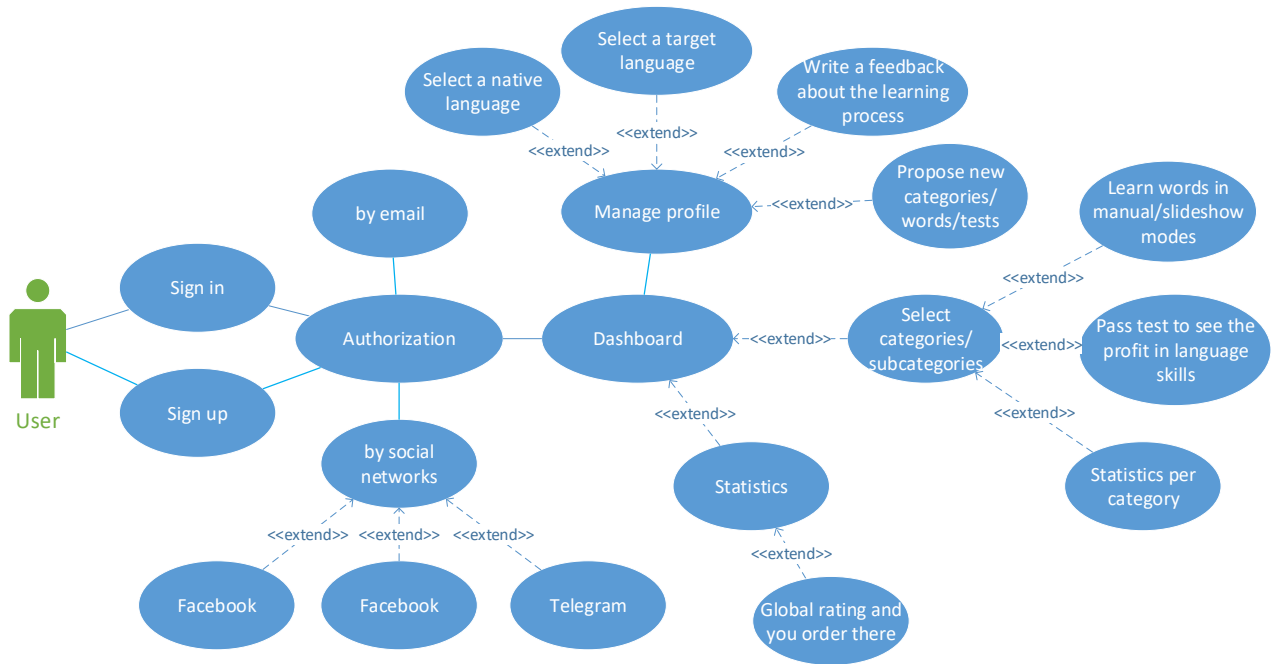 Select a target
language
Select a native
language
Write a feedback
about the learning
process
<<extend>>
<<extend>>
<<extend>>
Manage profile
<<extend>>
Propose new
categories/
words/tests
Learn words in
manual/slideshow
modes
by email
<<extend>>
Sign in
Authorization
Dashboard
<<extend>>
Select
categories/
subcategories
<<extend>>
Pass test to see the
profit in language
skills
User
Sign up
<<extend>>
<<extend>>
by social
networks
Statistics
Statistics per
category
<<extend>>
<<extend>>
<<extend>>
<<extend>>
Facebook
Facebook
Telegram
Global rating and
you order there